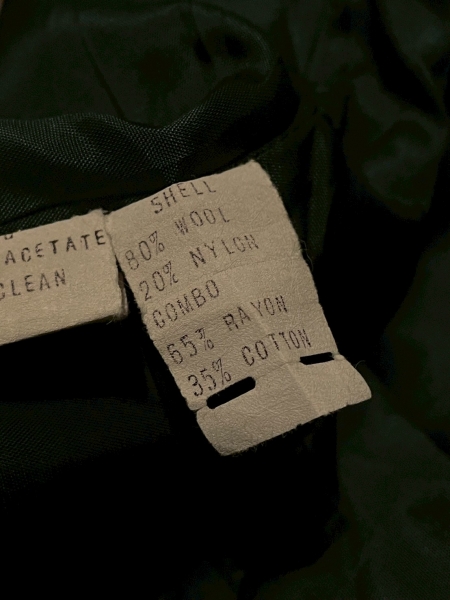 ACETATE
CLEAN
SHELL
80% WOOL
20% NYLON
COMBO
65% RAYON
35% COTTON